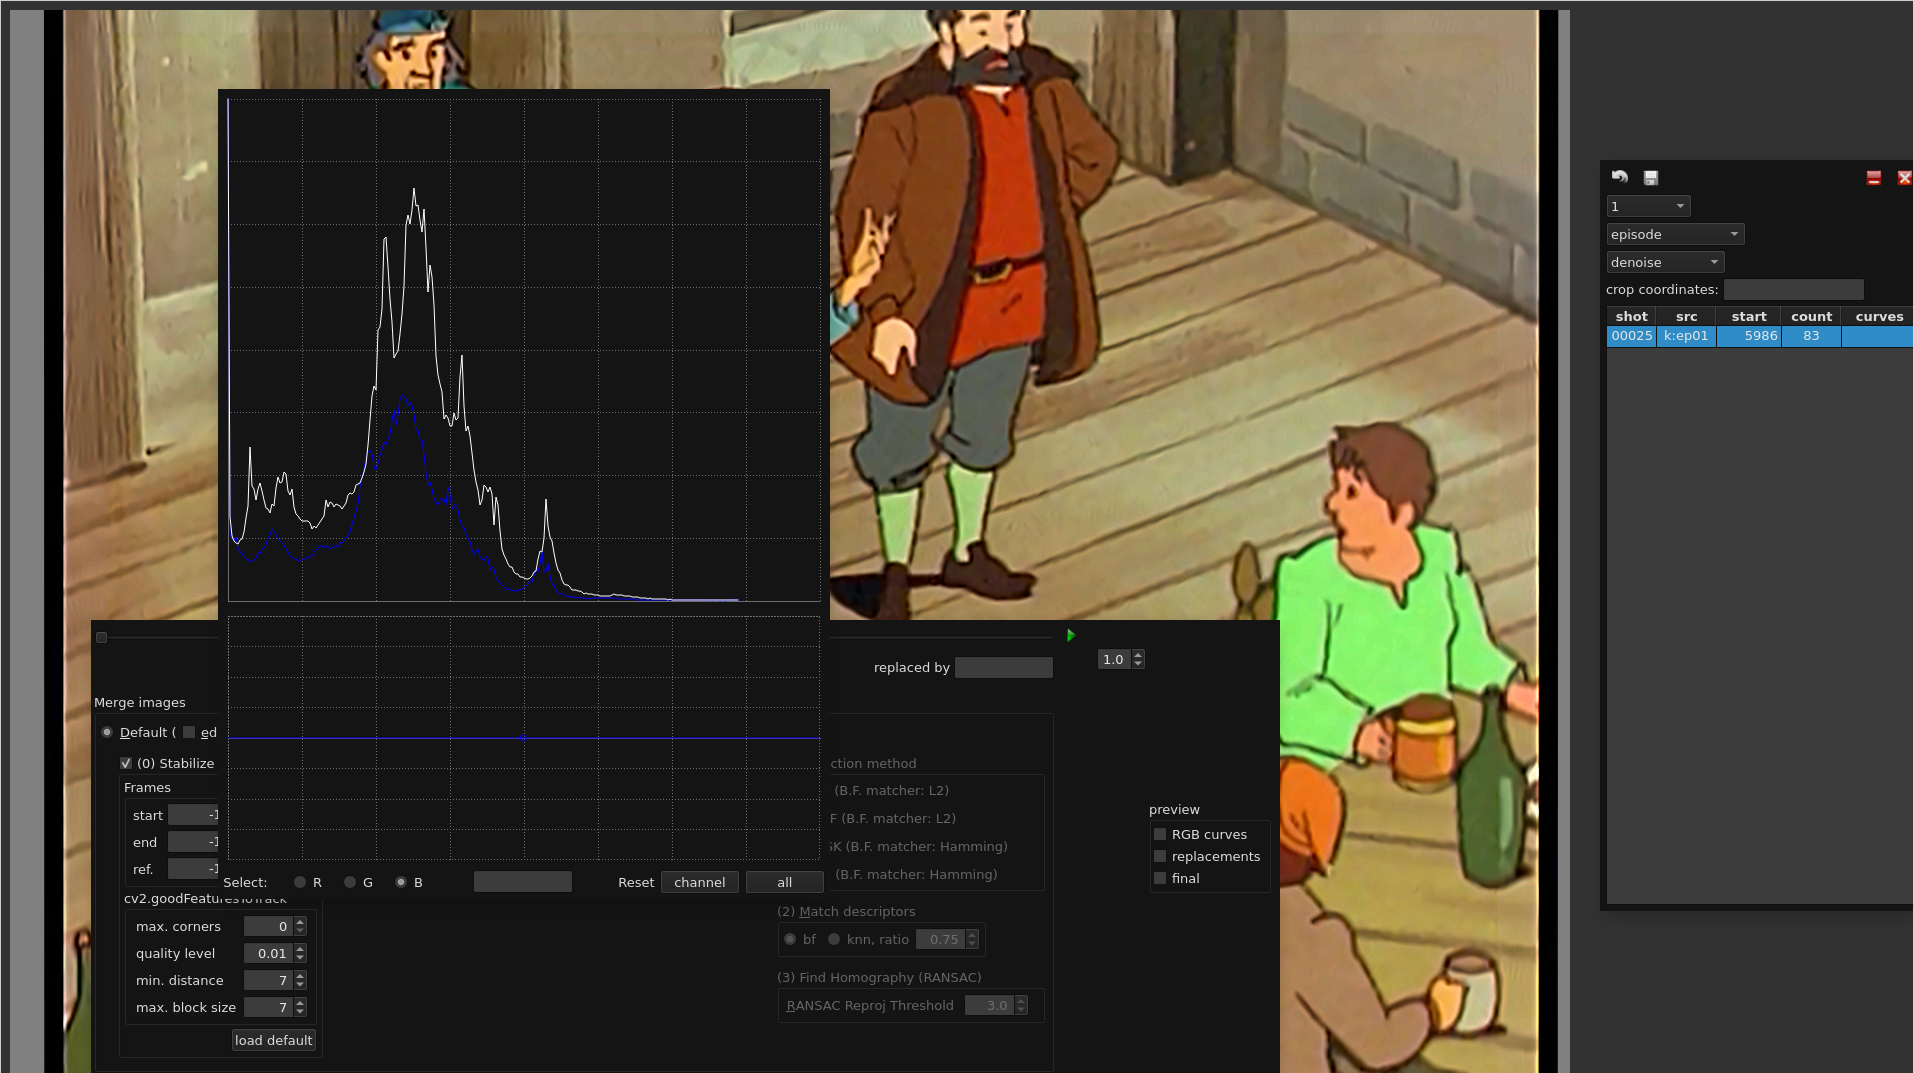 1
episode
denoise
crop coordinates:
shot src start count curves
00025 k:ep01 5986 83
1.0
replaced by
Merge images
Default ( ed
(0) Stabilize
Frames
start -1
end -1
ref. -1
ction method
(B.F. matcher: L2)
F (B.F. matcher: L2)
SK (B.F. matcher: Hamming)
(B.F. matcher: Hamming)
preview
RGB curves
replacements
final
Select: R G B Reset channel all
cv2.goodFeaturesToTrack
max. corners 0
quality level 0.01
min. distance 7
max. block size 7
load default
(2) Match descriptors
bf knn, ratio 0.75
(3) Find Homography (RANSAC)
RANSAC Reproj Threshold 3.0